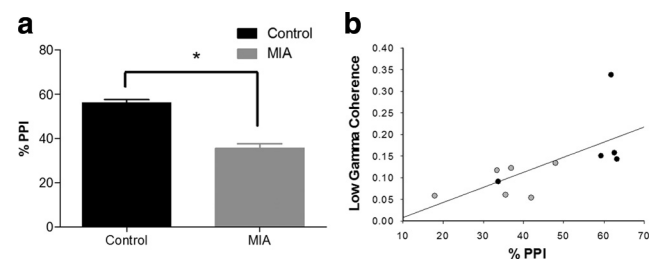 a
Control
MIA
*
80
60
40
20
0
% PPI
Control MIA
b
0.40
0.35
0.30
0.25
0.20
0.15
0.10
0.05
0.00
Low Gamma Coherence
10 20 30 40 50 60 70
% PPI